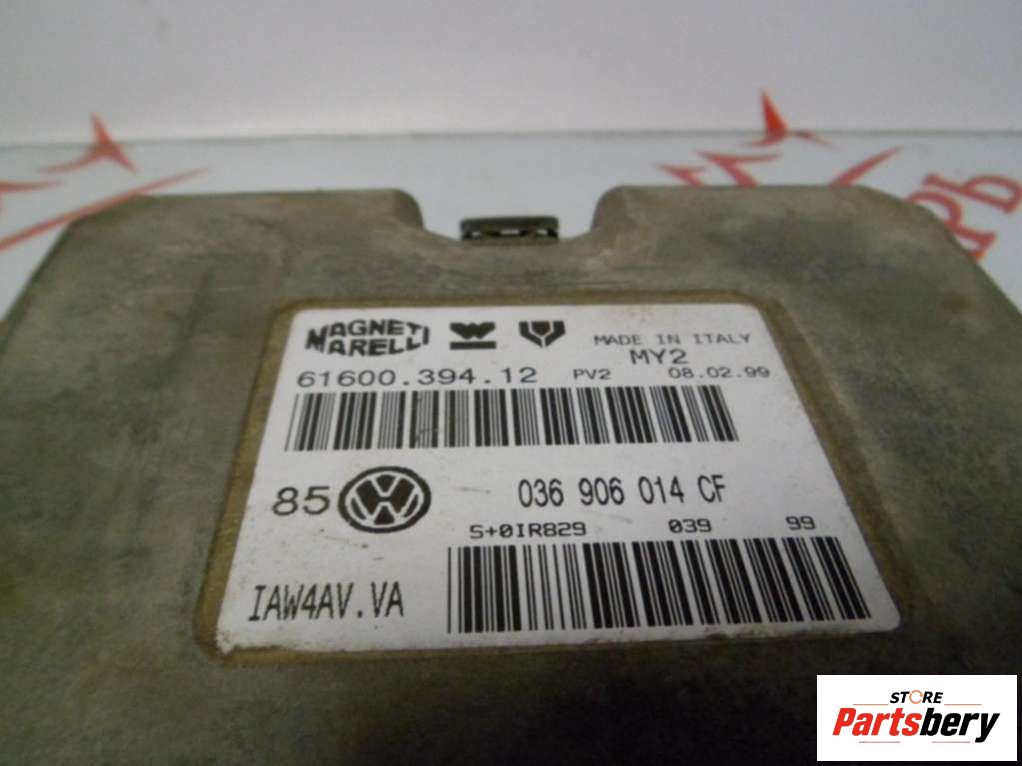 MAGNETI
MARELLI
MADE IN ITALY
MY2
61600.394.12 PV2 08.02.99
85 036 906 014 CF
S+0IR829 039 99
IAW4AV.VA
STORE
Partsbery